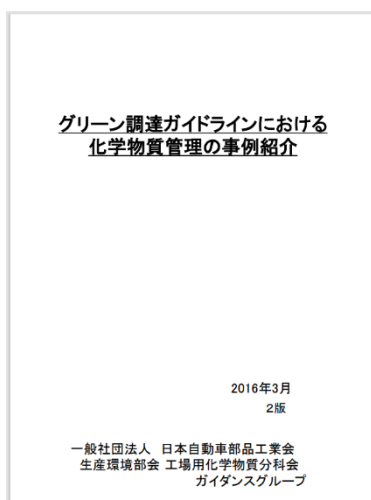 グリーン調達ガイドラインにおける
化学物質管理の事例紹介
2016年3月
2版
一般社団法人 日本自動車部品工業会
生産環境部会 工場用化学物質分科会
ガイダンスグループ